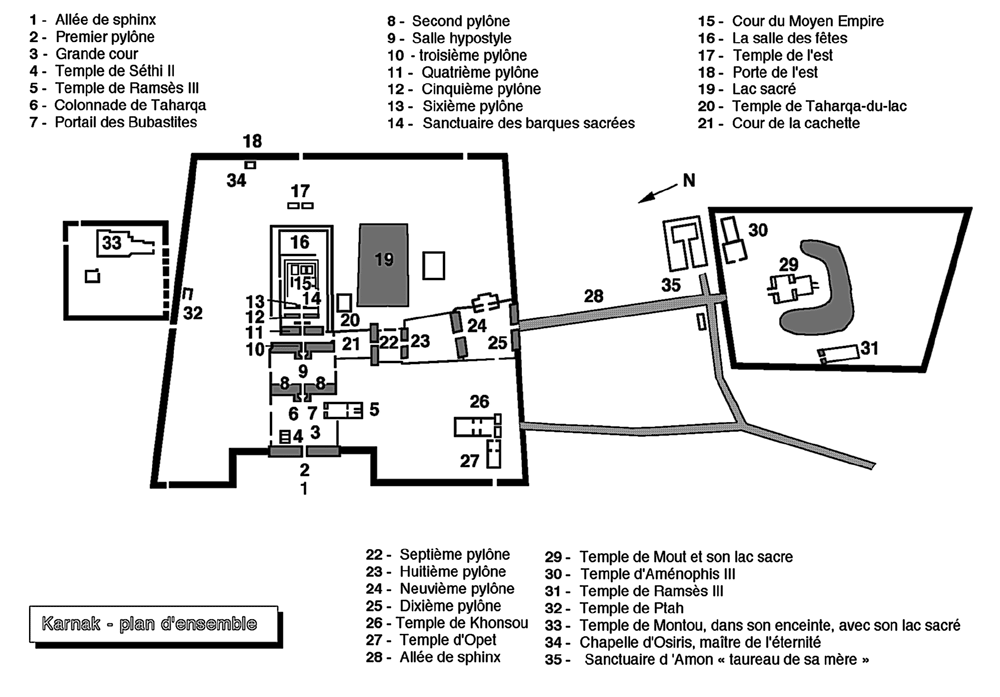 1 - Allée de sphinx
2 - Premier pylône
3 - Grande cour
4 - Temple de Séthi II
5 - Temple de Ramsès III
6 - Colonnade de Taharqa
7 - Portail des Bubastites
8 - Second pylône
9 - Salle hypostyle
10 - troisième pylône
11 - Quatrième pylône
12 - Cinquième pylône
13 - Sixième pylône
14 - Sanctuaire des barques sacrées
15 - Cour du Moyen Empire
16 - La salle des fêtes
17 - Temple de l'est
18 - Porte de l'est
19 - Lac sacré
20 - Temple de Taharqa-du-lac
21 - Cour de la cachette
18
34
17
N
33
16
19
30
15
29
28
35
14
13
32
12
20
24
11
21
22
23
25
10
31
9
8
8
6
7
5
26
4
3
27
2
1
22 - Septième pylône
23 - Huitième pylône
24 - Neuvième pylône
25 - Dixième pylône
26 - Temple de Khonsou
27 - Temple d'Opet
28 - Allée de sphinx
29 - Temple de Mout et son lac sacre
30 - Temple d'Aménophis III
31 - Temple de Ramsès III
32 - Temple de Ptah
33 - Temple de Montou, dans son enceinte, avec son lac sacré
34 - Chapelle d'Osiris, maître de l'éternité
35 - Sanctuaire d 'Amon « taureau de sa mère »
Karnak - plan d'ensemble